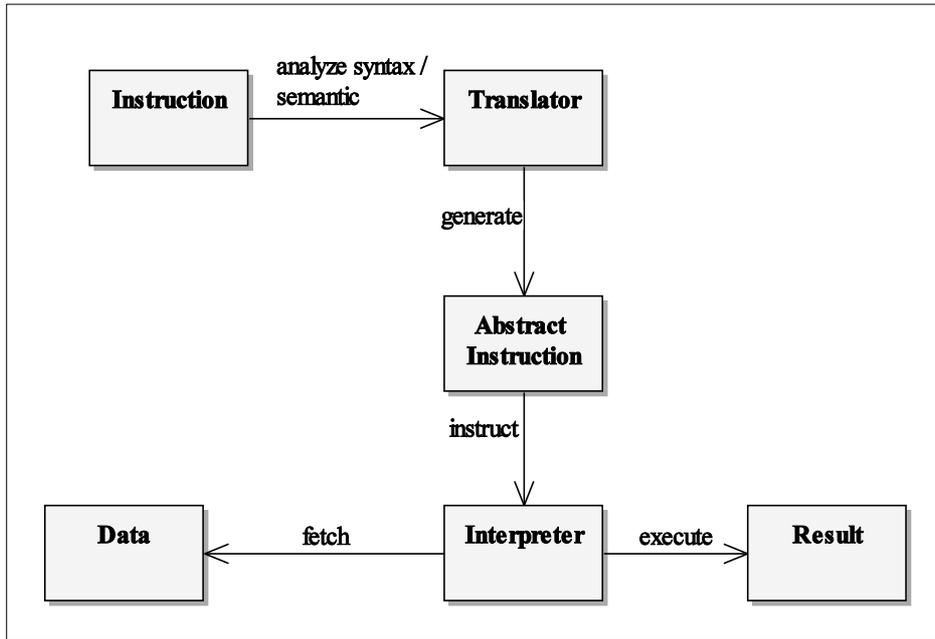 analyze syntax /
semantic
Instruction
Translator
generate
Abstract
Instruction
instruct
Data
fetch
Interpreter
execute
Result